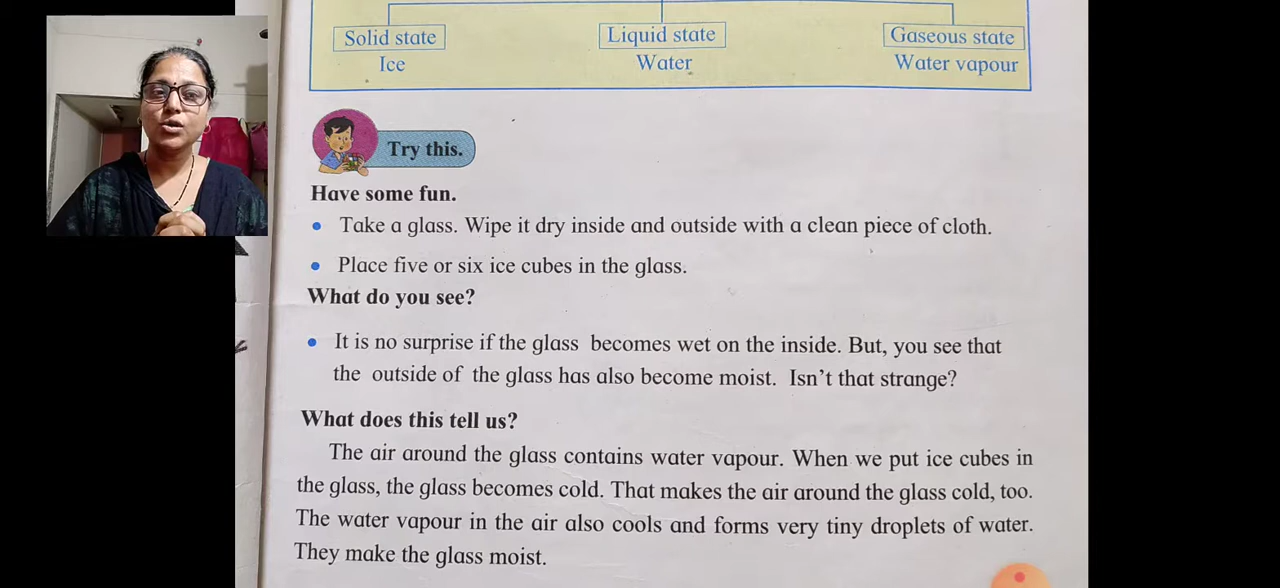 Solid state
Liquid state
Gaseous state
Ice
Water
Water vapour
Try this.
Have some fun.
• Take a glass. Wipe it dry inside and outside with a clean piece of cloth.
• Place five or six ice cubes in the glass.
What do you see?
• It is no surprise if the glass becomes wet on the inside. But, you see that
the outside of the glass has also become moist. Isn't that strange?
What does this tell us?
The air around the glass contains water vapour. When we put ice cubes in
the glass, the glass becomes cold. That makes the air around the glass cold, too.
The water vapour in the air also cools and forms very tiny droplets of water.
They make the glass moist.